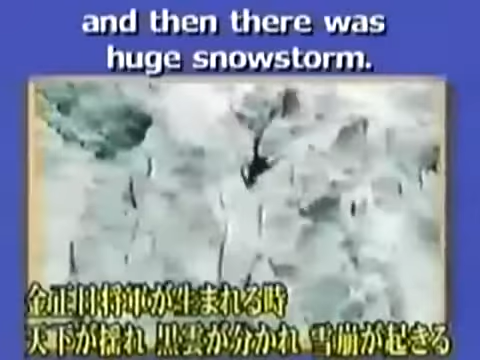 and then there was
huge snowstorm.
金正日将軍が生まれる時
天下が揺れ 黒雲が分かれ 雪崩が起きる